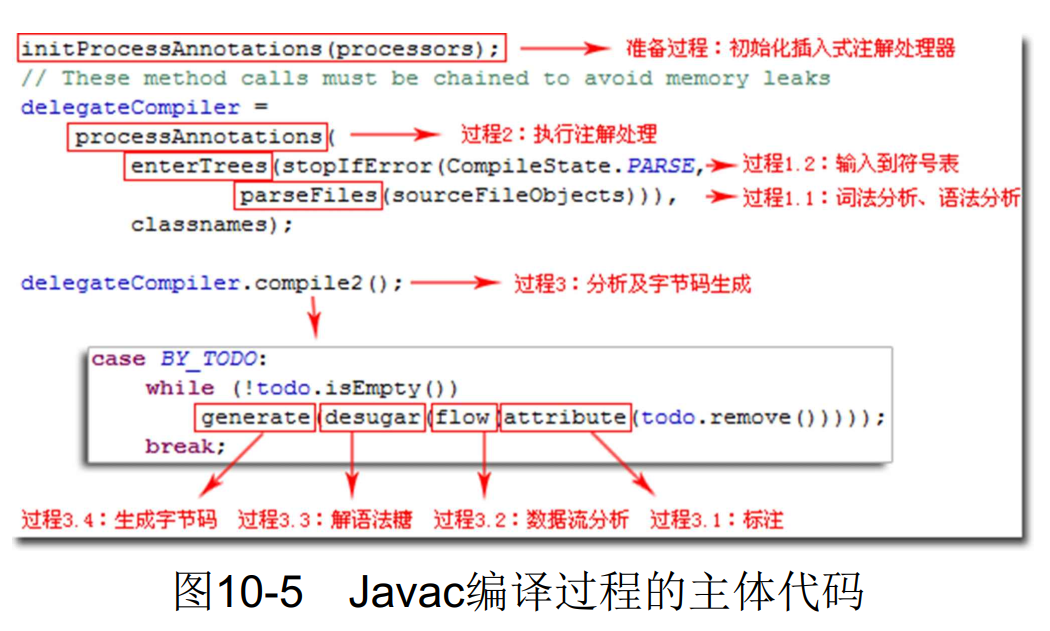 initProcessAnnotations(processors); 准备过程：初始化插入式注解处理器
// These method calls must be chained to avoid memory leaks
delegateCompiler =
processAnnotations( 过程2：执行注解处理
enterTrees(stopIfError(CompileState.PARSE, 过程1.2：输入到符号表
parseFiles(sourceFileObjects))), 过程1.1：词法分析、语法分析
classnames);
delegateCompiler.compile2(); 过程3：分析及字节码生成
case BY_TODO:
while (!todo.isEmpty())
generate(desugar(flow(attribute(todo.remove()))));
break;
过程3.4：生成字节码 过程3.3：解语法糖 过程3.2：数据流分析 过程3.1：标注
图10-5 Javac编译过程的主体代码